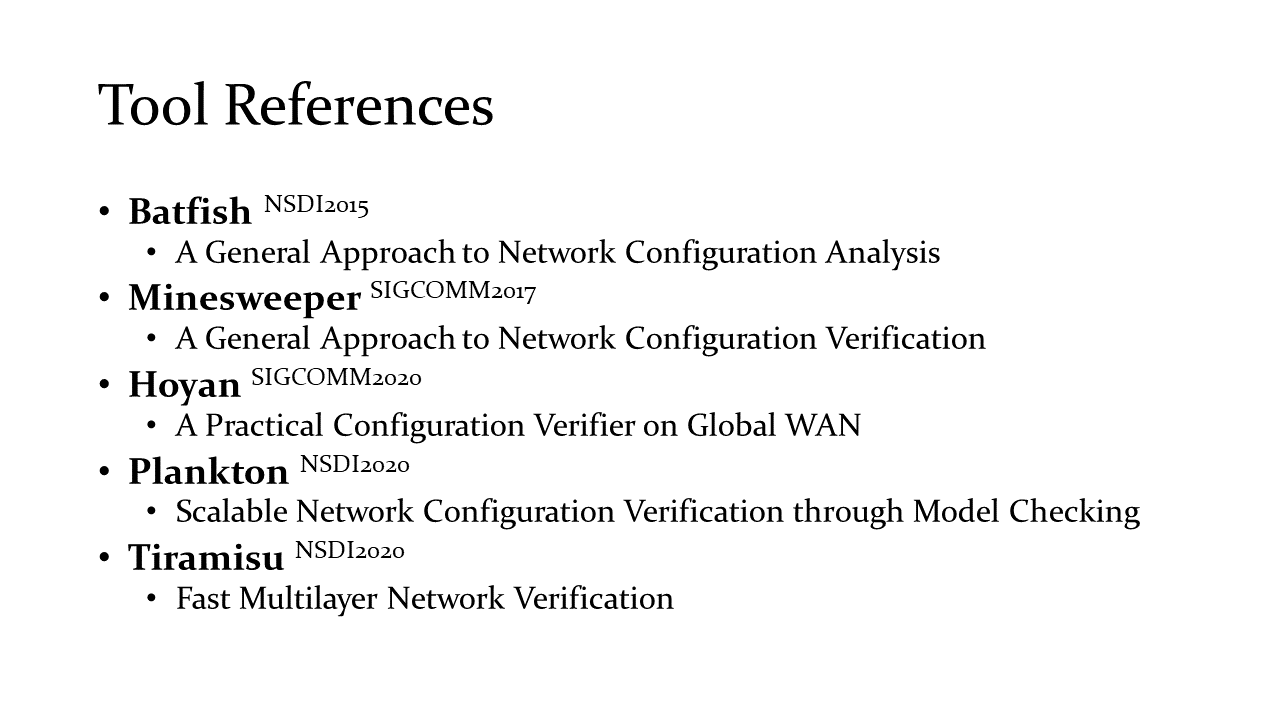 Tool References
• Batfish NSDI2015
• A General Approach to Network Configuration Analysis
• Minesweeper SIGCOMM2017
• A General Approach to Network Configuration Verification
• Hoyan SIGCOMM2020
• A Practical Configuration Verifier on Global WAN
• Plankton NSDI2020
• Scalable Network Configuration Verification through Model Checking
• Tiramisu NSDI2020
• Fast Multilayer Network Verification